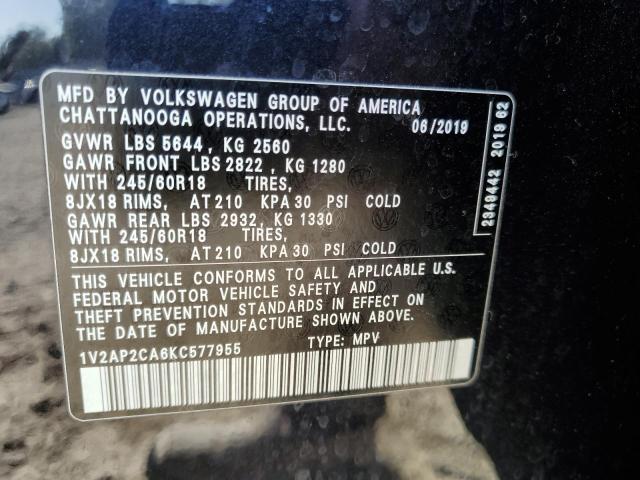 MFD BY VOLKSWAGEN GROUP OF AMERICA
CHATTANOOGA OPERATIONS, LLC. 06/2019
GVWR LBS 5644, KG 2560
GAWR FRONT LBS 2822, KG 1280
WITH 245/60R18 TIRES,
8JX18 RIMS, AT 210 KPA 30 PSI COLD
GAWR REAR LBS 2932, KG 1330
WITH 245/60R18 TIRES,
8JX18 RIMS, AT 210 KPA 30 PSI COLD
THIS VEHICLE CONFORMS TO ALL APPLICABLE U.S.
FEDERAL MOTOR VEHICLE SAFETY AND
THEFT PREVENTION STANDARDS IN EFFECT ON
THE DATE OF MANUFACTURE SHOWN ABOVE.
1V2AP2CA6KC577955 TYPE: MPV
2349442 2019 62